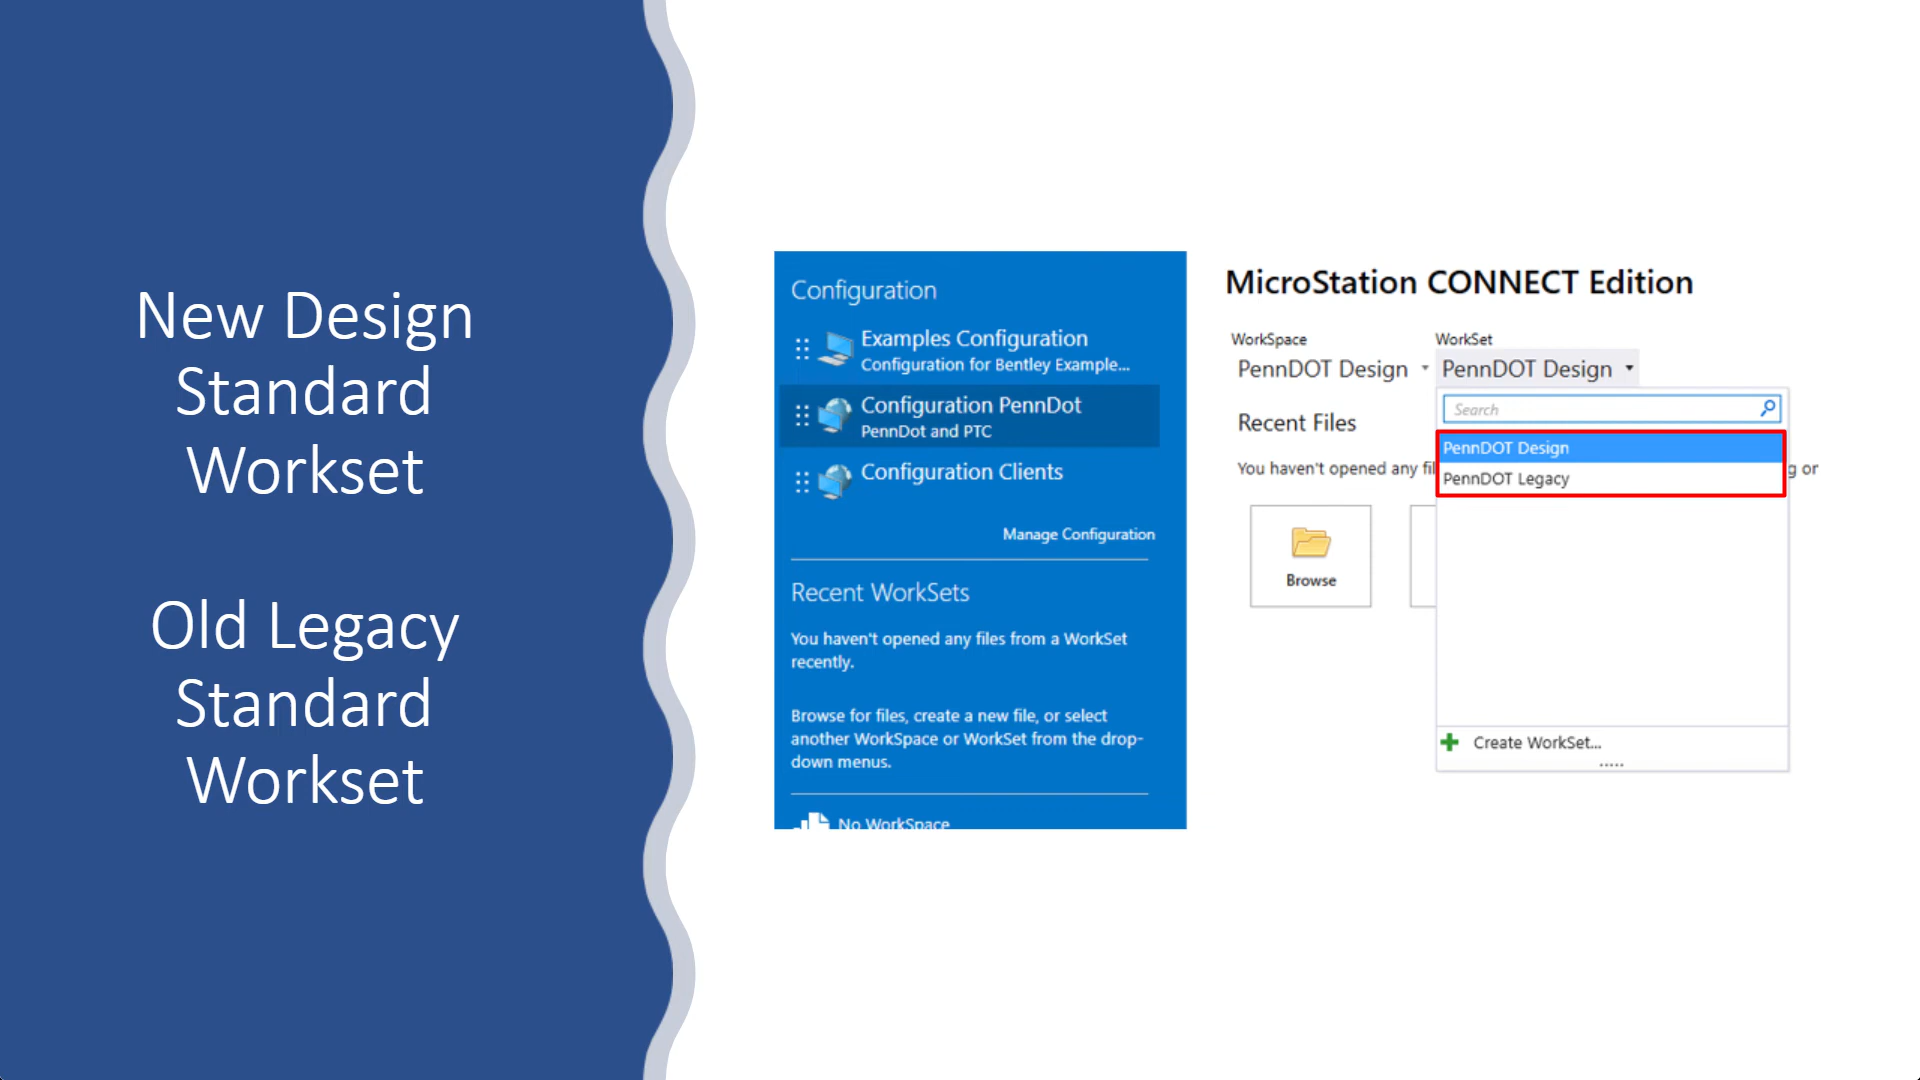 New Design
Standard
Workset
Old Legacy
Standard
Workset
Configuration
Examples Configuration
Configuration for Bentley Example...
Configuration PennDot
PennDot and PTC
Configuration Clients
Manage Configuration
Recent WorkSets
You haven't opened any files from a WorkSet
recently.
Browse for files, create a new file, or select
another WorkSpace or WorkSet from the drop-
down menus.
No WorkSpace
MicroStation CONNECT Edition
WorkSpace
WorkSet
PennDOT Design
PennDOT Design
Search
Recent Files
PennDOT Design
You haven't opened any fil
g or
PennDOT Legacy
Browse
Create WorkSet...